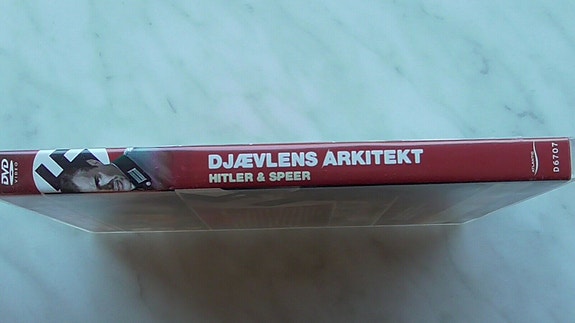 DVD
VIDEO
DJÆVLENS ARKITEKT
HITLER & SPEER
D6707